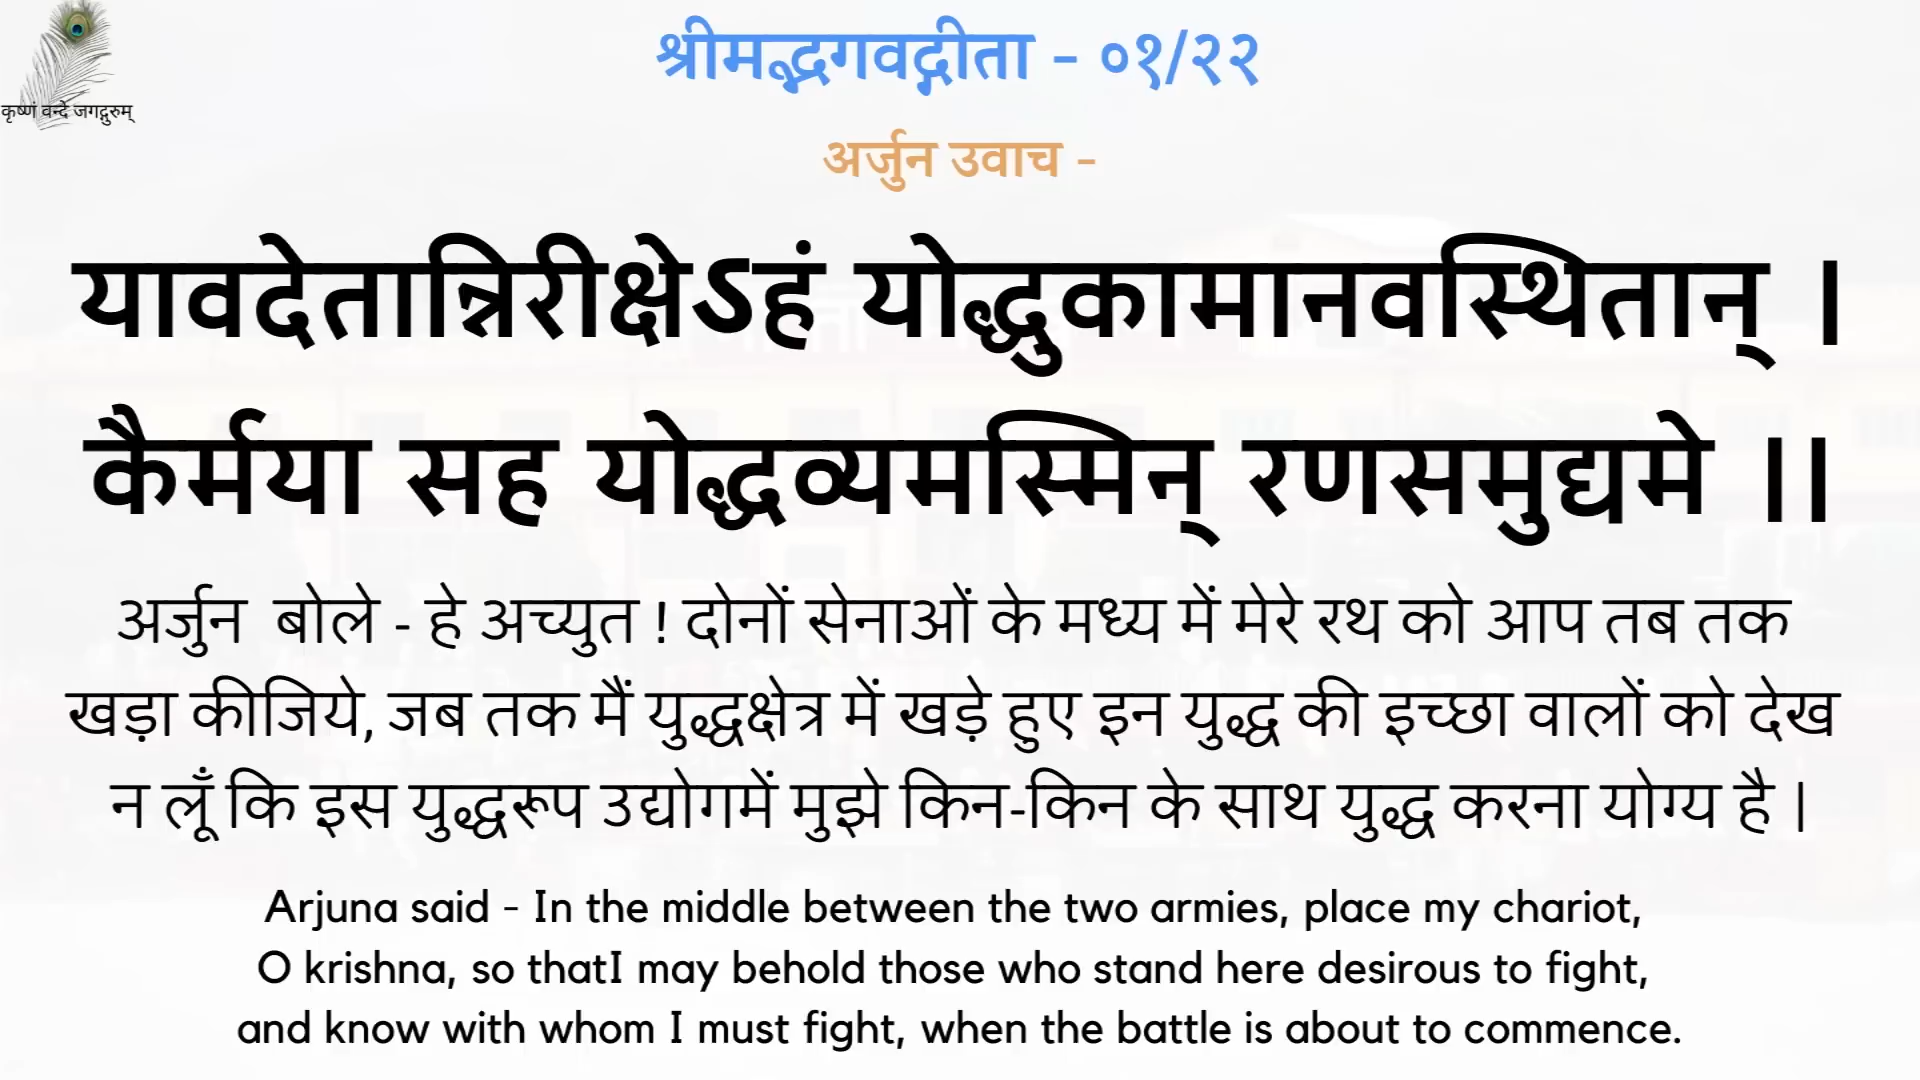 कृष्णं वन्दे जगद्गुरुम्
श्रीमद्भगवद्गीता - ०१/२२
अर्जुन उवाच -
यावदेतान्निरीक्षेऽहं योद्धुकामानवस्थितान् ।
कैर्मया सह योद्धव्यमस्मिन् रणसमुद्यमे ।।
अर्जुन बोले - हे अच्युत ! दोनों सेनाओं के मध्य में मेरे रथ को आप तब तक
खड़ा कीजिये, जब तक मैं युद्धक्षेत्र में खड़े हुए इन युद्ध की इच्छा वालों को देख
न लूँ कि इस युद्धरूप उद्योगमें मुझे किन-किन के साथ युद्ध करना योग्य है |
Arjuna said - In the middle between the two armies, place my chariot,
O krishna, so thatI may behold those who stand here desirous to fight,
and know with whom I must fight, when the battle is about to commence.